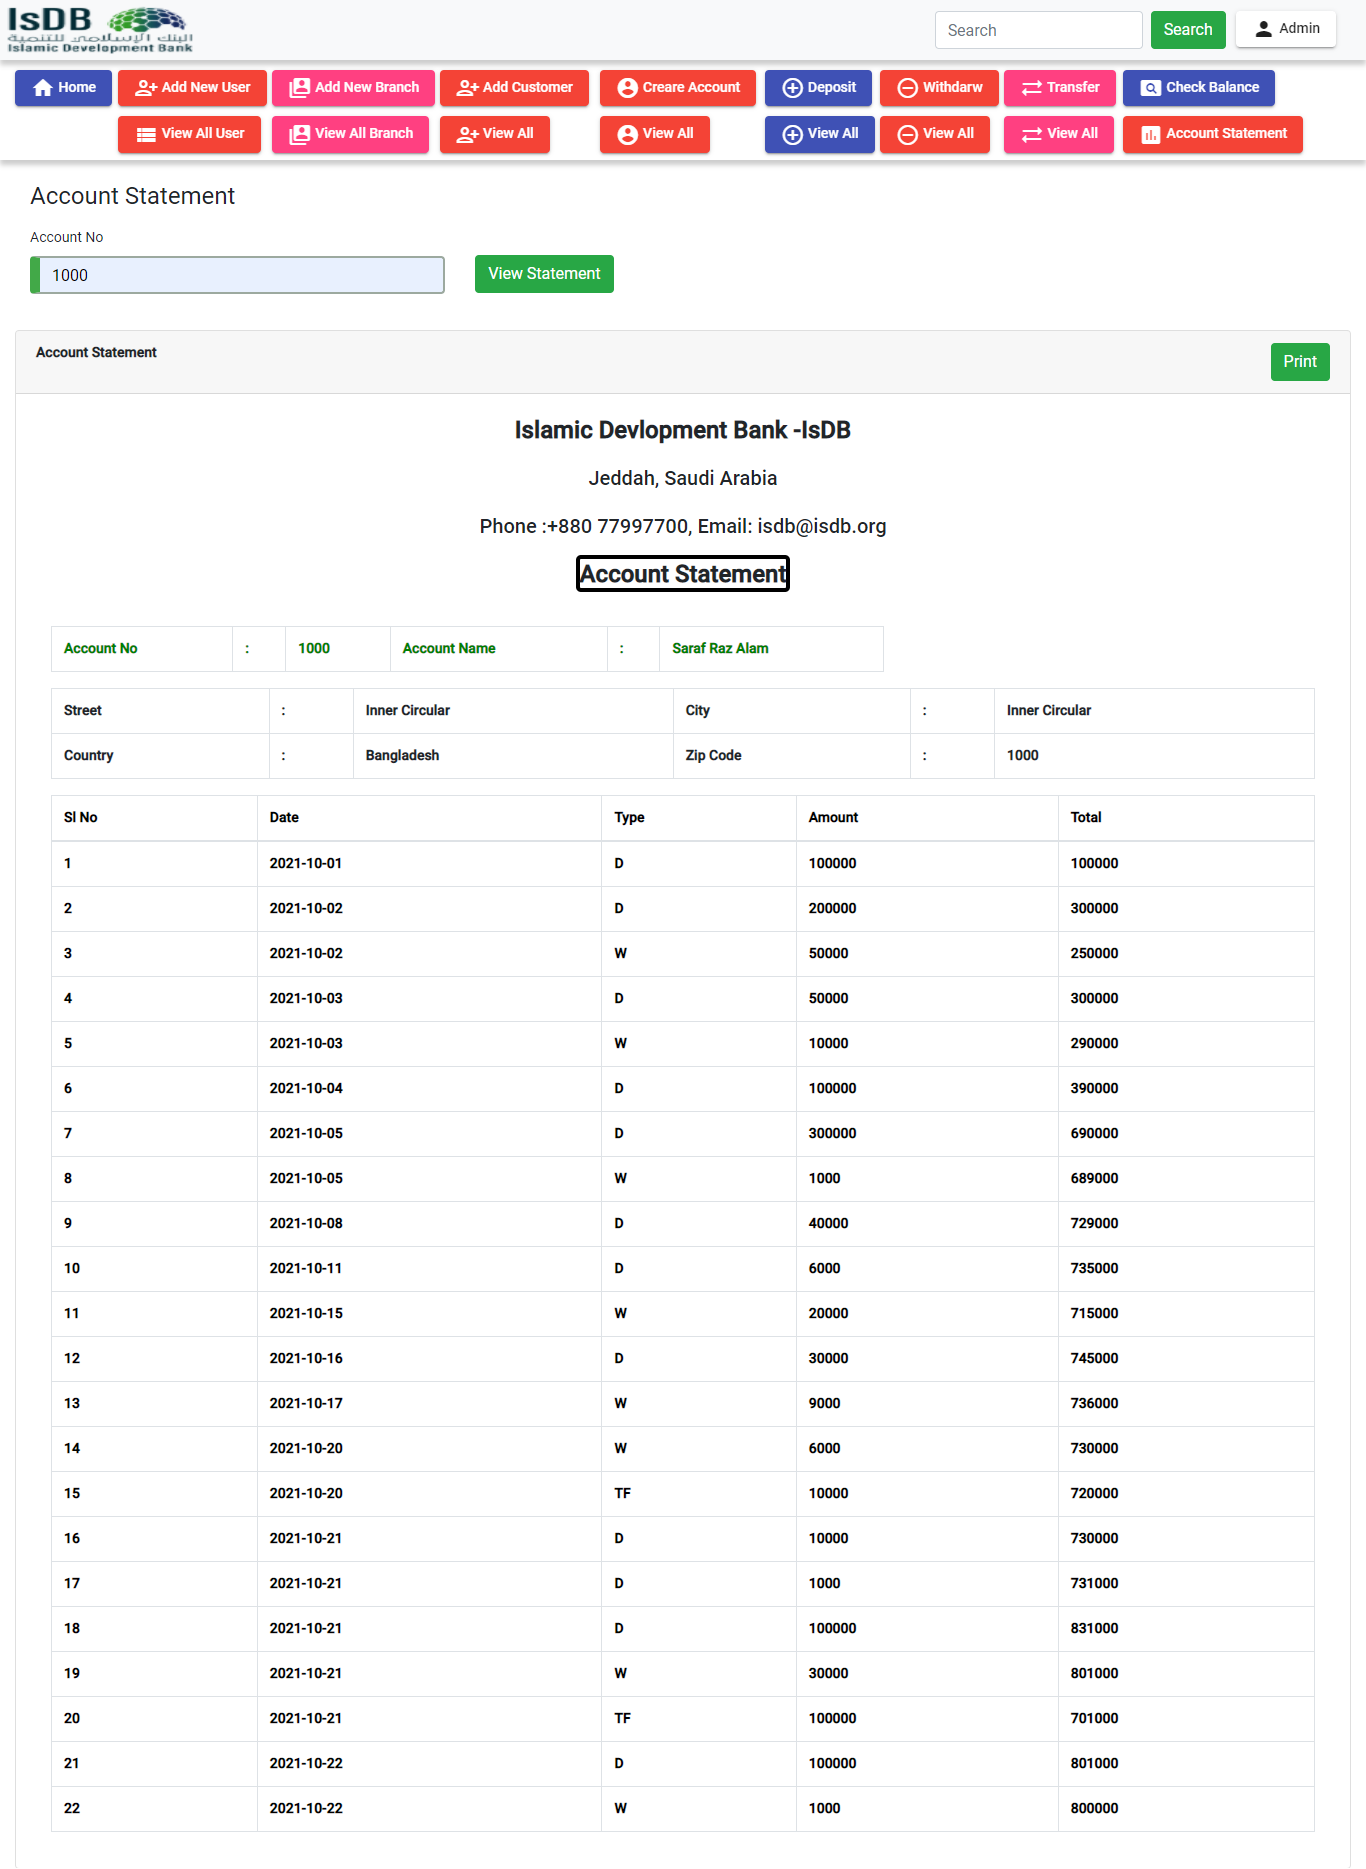 IsDB
البنك الإسلامي للتنمية
Islamic Development Bank
Search
Search
Admin
Home
Add New User
Add New Branch
Add Customer
Creare Account
Deposit
Withdarw
Transfer
Check Balance
View All User
View All Branch
View All
View All
View All
View All
View All
Account Statement
Account Statement
Account No
1000
View Statement
Account Statement
Print
Islamic Devlopment Bank -IsDB
Jeddah, Saudi Arabia
Phone :+880 77997700, Email: isdb@isdb.org
Account Statement
Account No : 1000 Account Name : Saraf Raz Alam
Street : Inner Circular City : Inner Circular
Country : Bangladesh Zip Code : 1000
Sl No Date Type Amount Total
1 2021-10-01 D 100000 100000
2 2021-10-02 D 200000 300000
3 2021-10-02 W 50000 250000
4 2021-10-03 D 50000 300000
5 2021-10-03 W 10000 290000
6 2021-10-04 D 100000 390000
7 2021-10-05 D 300000 690000
8 2021-10-05 W 1000 689000
9 2021-10-08 D 40000 729000
10 2021-10-11 D 6000 735000
11 2021-10-15 W 20000 715000
12 2021-10-16 D 30000 745000
13 2021-10-17 W 9000 736000
14 2021-10-20 W 6000 730000
15 2021-10-20 TF 10000 720000
16 2021-10-21 D 10000 730000
17 2021-10-21 D 1000 731000
18 2021-10-21 D 100000 831000
19 2021-10-21 W 30000 801000
20 2021-10-21 TF 100000 701000
21 2021-10-22 D 100000 801000
22 2021-10-22 W 1000 800000